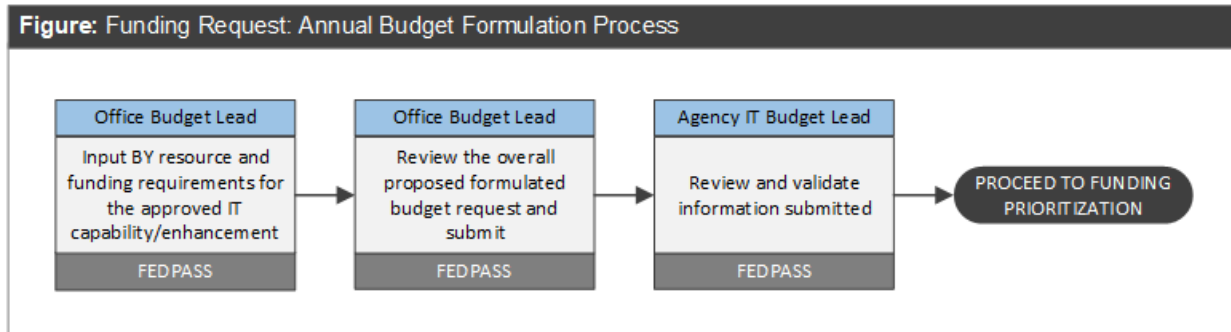 Figure: Funding Request: Annual Budget Formulation Process
Office Budget Lead
Input BY resource and
funding requirements for
the approved IT
capability/enhancement
FEDPASS
Office Budget Lead
Review the overall
proposed formulated
budget request and
submit
FEDPASS
Agency IT Budget Lead
Review and validate
information submitted
FEDPASS
PROCEED TO FUNDING
PRIORITIZATION